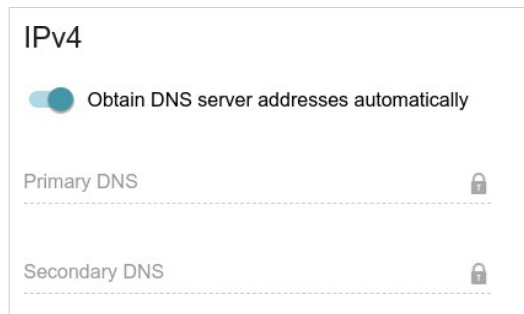 IPv4
Obtain DNS server addresses automatically
Primary DNS
Secondary DNS